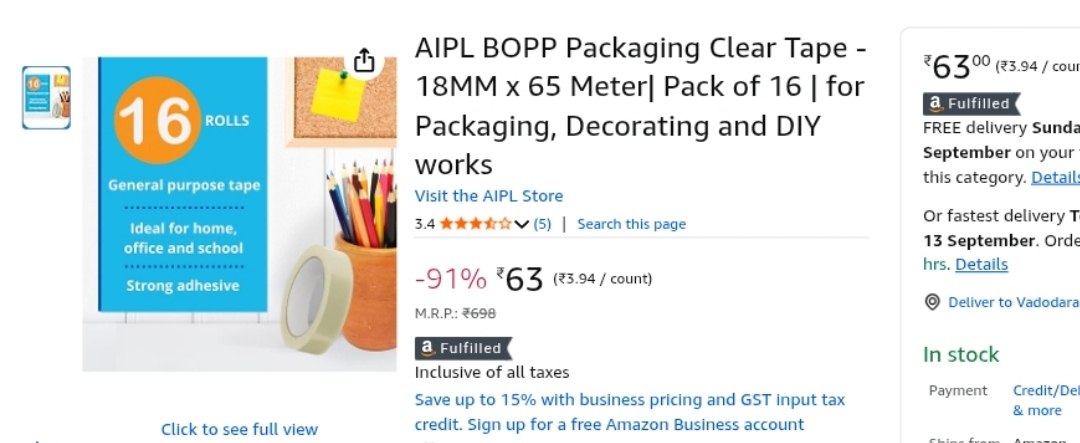 16 ROLLS
General purpose tape
Ideal for home,
office and school
Strong adhesive
Click to see full view
AIPL BOPP Packaging Clear Tape -
18MM x 65 Meter| Pack of 16 | for
Packaging, Decorating and DIY
works
Visit the AIPL Store
3.4 (5) | Search this page
-91% ₹63 (₹3.94 / count)
M.R.P.: ₹698
a Fulfilled
Inclusive of all taxes
Save up to 15% with business pricing and GST input tax
credit. Sign up for a free Amazon Business account
₹6300 (₹3.94 / coun
a Fulfilled
FREE delivery Sunda
September on your
this category. Details
Or fastest delivery T
13 September. Orde
hrs. Details
Deliver to Vadodara
In stock
Payment Credit/Del
& more
Ships from Amazon